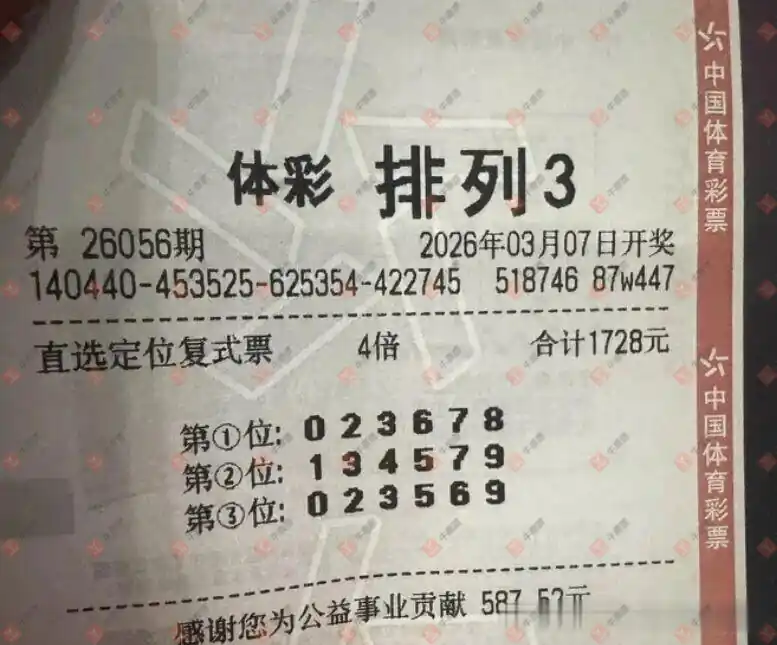 体彩 排列3
第 26056期 2026年03月07日开奖
140440-453525-625354-422745 518746 87w447
直选定位复式票 4倍 合计1728元
第①位: 0 2 3 6 7 8
第②位: 1 3 4 5 7 9
第③位: 0 2 3 5 6 9
感谢您为公益事业贡献 587.52元
中国体育彩票
中国体育彩票